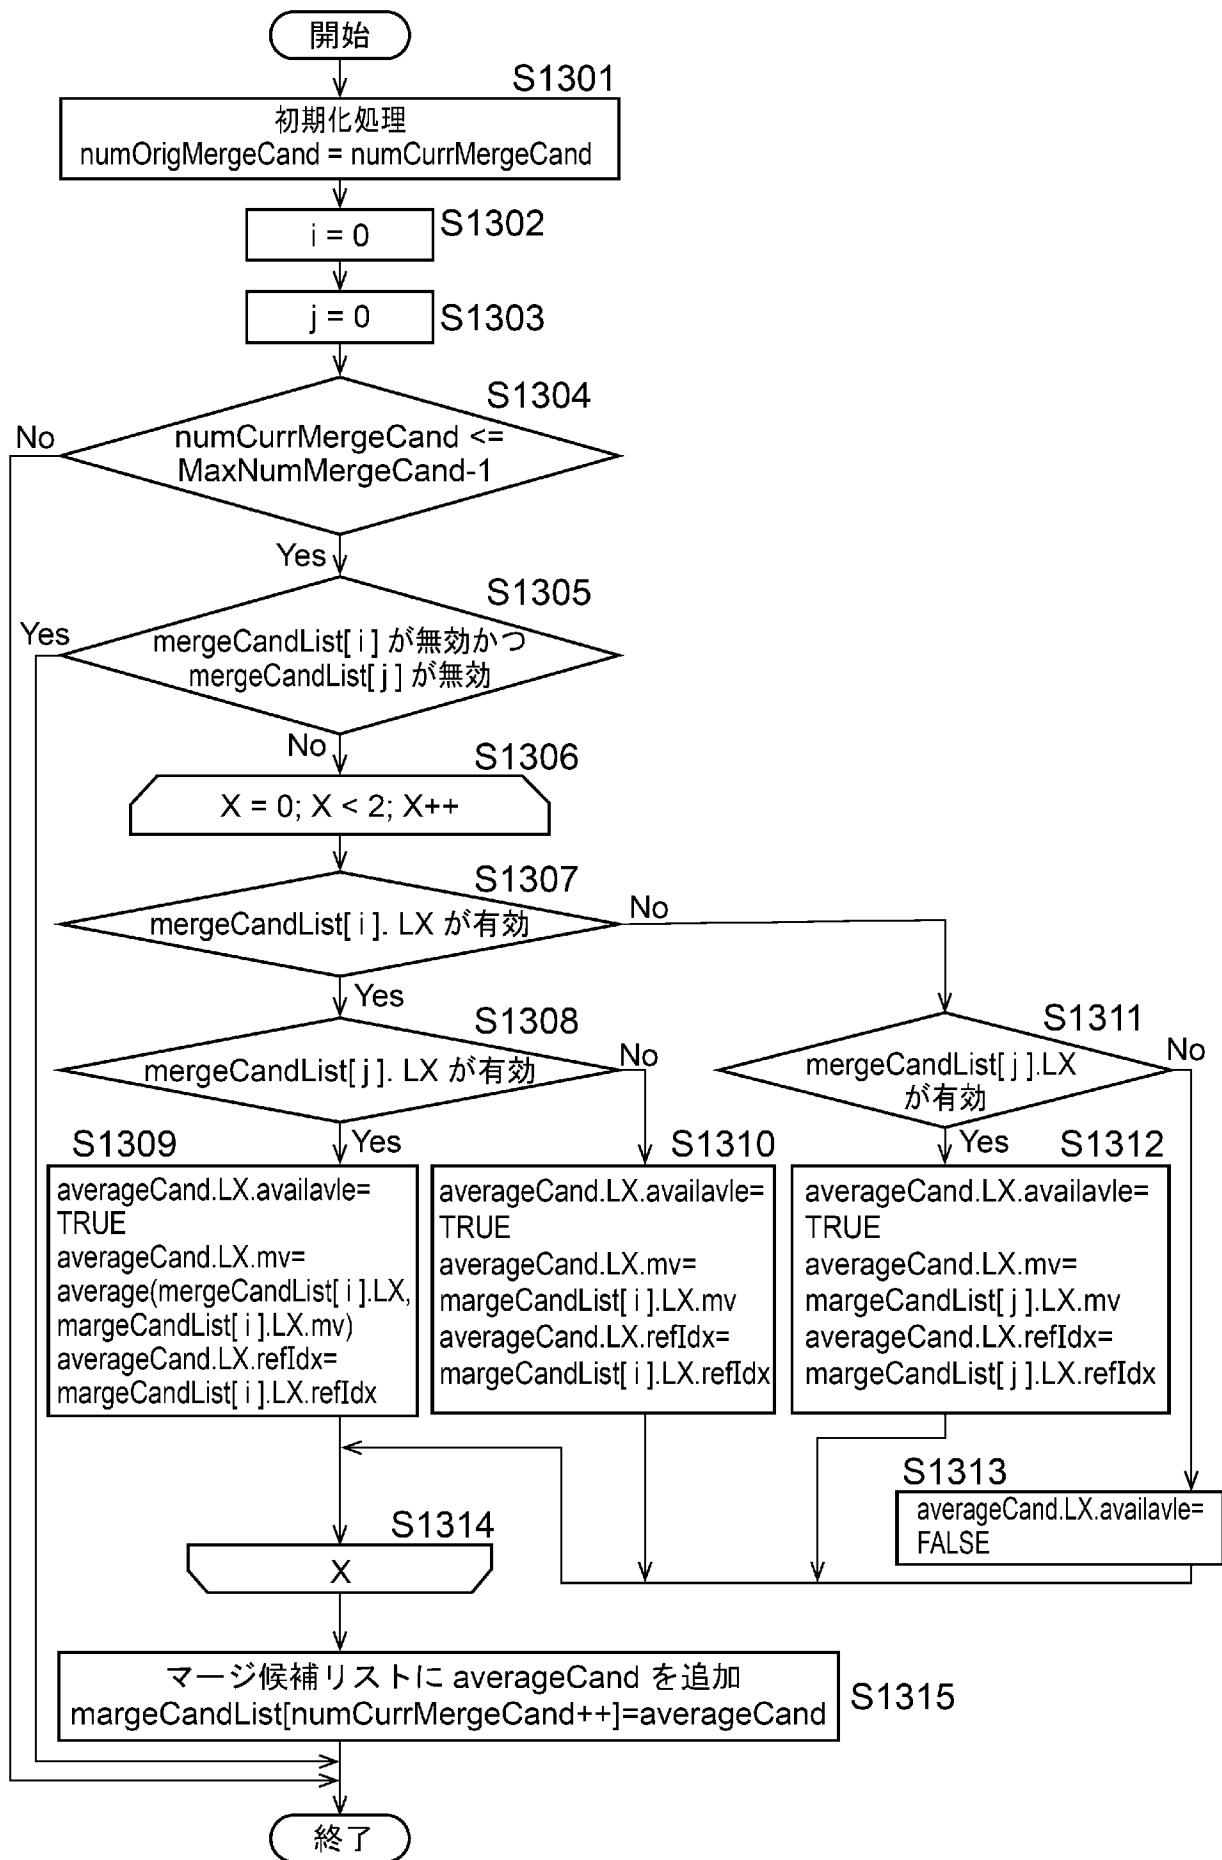 開始
S1301
初期化処理
numOrigMergeCand = numCurrMergeCand
S1302
i = 0
S1303
j = 0
S1304
No
numCurrMergeCand <=
MaxNumMergeCand-1
Yes
S1305
Yes
mergeCandList[ i ] が無効かつ
mergeCandList[ j ] が無効
No
S1306
X = 0; X < 2; X++
S1307
mergeCandList[ i ]. LX が有効
No
Yes
S1308
mergeCandList[ j ]. LX が有効
No
S1311
mergeCandList[ j ].LX
が有効
No
Yes
Yes
S1309
averageCand.LX.availavle=
TRUE
averageCand.LX.mv=
average(mergeCandList[ i ].LX,
margeCandList[ i ].LX.mv)
averageCand.LX.refIdx=
margeCandList[ i ].LX.refIdx
S1310
averageCand.LX.availavle=
TRUE
averageCand.LX.mv=
margeCandList[ i ].LX.mv
averageCand.LX.refIdx=
margeCandList[ i ].LX.refIdx
S1312
averageCand.LX.availavle=
TRUE
averageCand.LX.mv=
margeCandList[ j ].LX.mv
averageCand.LX.refIdx=
margeCandList[ j ].LX.refIdx
S1313
averageCand.LX.availavle=
FALSE
S1314
X
マージ候補リストに averageCand を追加
margeCandList[numCurrMergeCand++]=averageCand
S1315
終了